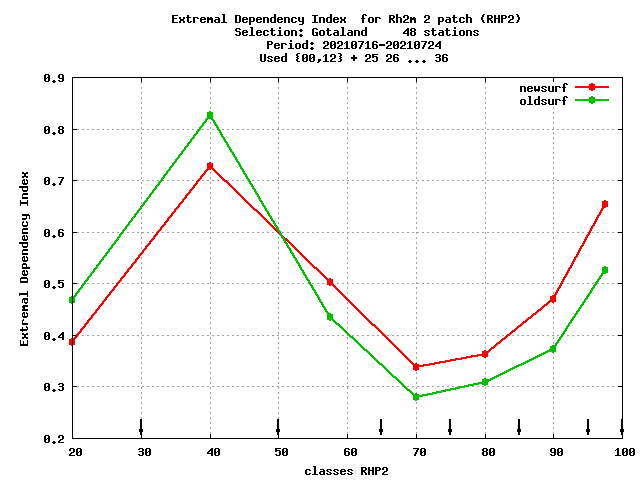 Extremal Dependency Index  for Rh2m 2 patch (RHP2)
Selection: Gotaland     48 stations
Period: 20210716-20210724
Used {00,12} + 25 26 ... 36
newsurf
oldsurf
0.9
0.8
0.7
0.6
0.5
0.4
0.3
0.2
Extremal Dependency Index
20 30 40 50 60 70 80 90 100
classes RHP2